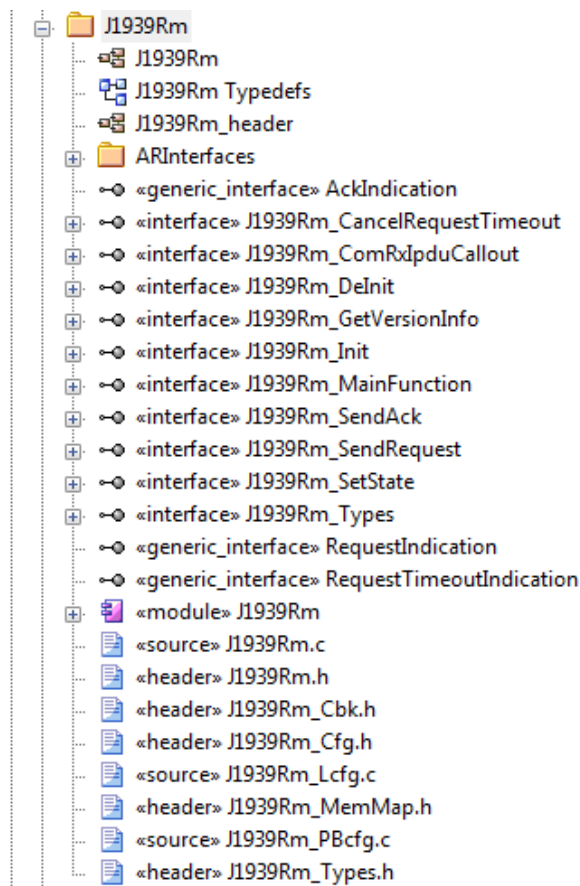 J1939Rm
J1939Rm
J1939Rm Typedefs
J1939Rm_header
ARInterfaces
«generic_interface» AckIndication
«interface» J1939Rm_CancelRequestTimeout
«interface» J1939Rm_ComRxIpduCallout
«interface» J1939Rm_DeInit
«interface» J1939Rm_GetVersionInfo
«interface» J1939Rm_Init
«interface» J1939Rm_MainFunction
«interface» J1939Rm_SendAck
«interface» J1939Rm_SendRequest
«interface» J1939Rm_SetState
«interface» J1939Rm_Types
«generic_interface» RequestIndication
«generic_interface» RequestTimeoutIndication
«module» J1939Rm
«source» J1939Rm.c
«header» J1939Rm.h
«header» J1939Rm_Cbk.h
«header» J1939Rm_Cfg.h
«source» J1939Rm_Lcfg.c
«header» J1939Rm_MemMap.h
«source» J1939Rm_PBcfg.c
«header» J1939Rm_Types.h